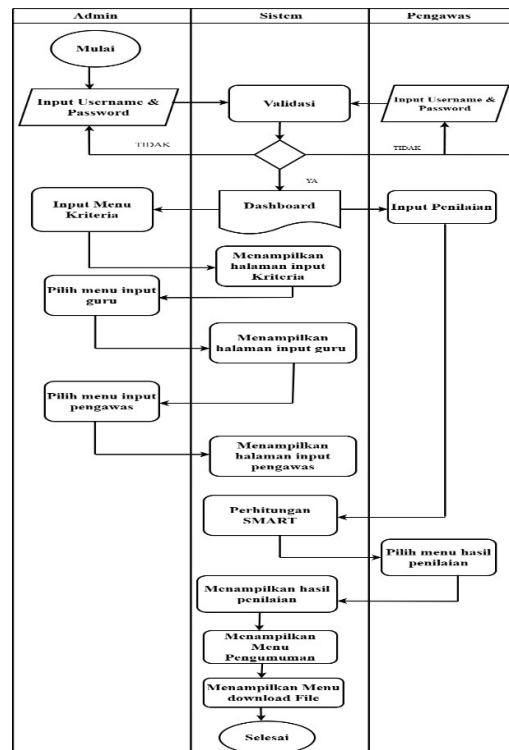 Admin
Sistem
Pengawas
Mulai
Input Username &
Password
Validasi
Input Username &
Password
TIDAK
TIDAK
YA
Input Menu
Kriteria
Dashboard
Input Penilaian
Menampilkan
halaman input
Kriteria
Pilih menu input
guru
Menampilkan
halaman input guru
Pilih menu input
pengawas
Menampilkan
halaman input
pengawas
Perhitungan
SMART
Pilih menu hasil
penilaian
Menampilkan hasil
penilaian
Menampilkan
Menu
Pengumuman
Menampilkan Menu
download File
Selesai